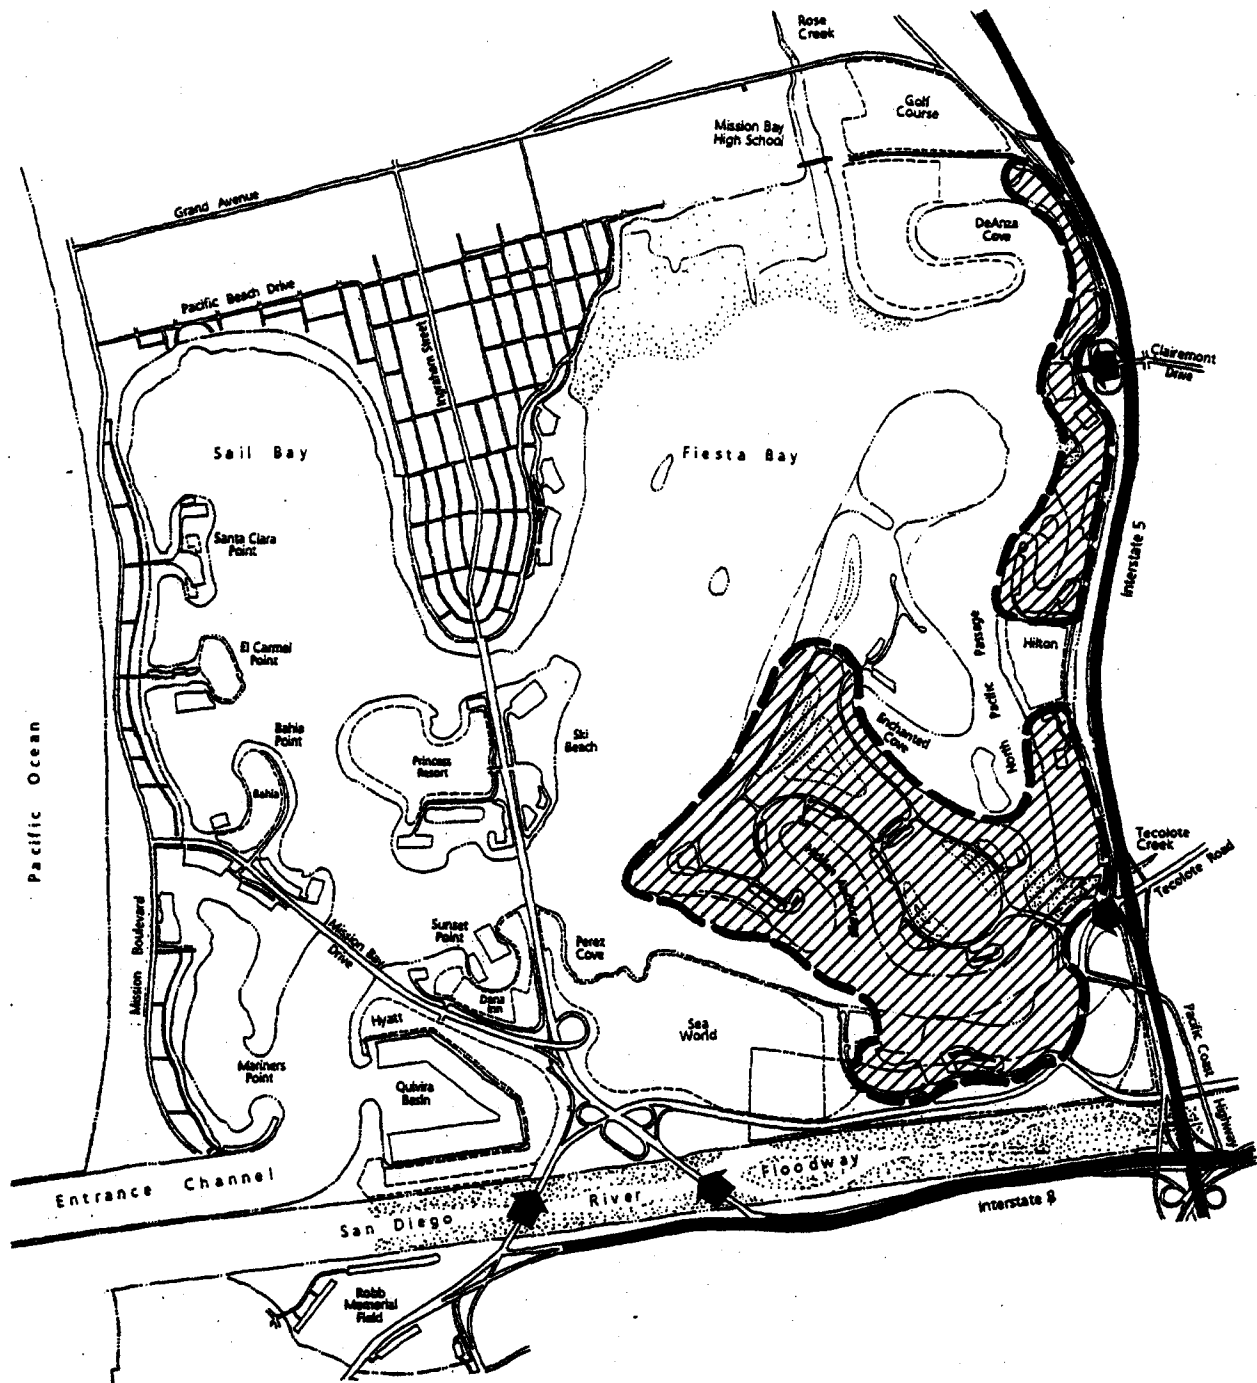 Rose
Creek
Golf
Course
Mission Bay
High School
Grand Avenue
DeAnza
Cove
Pacific Beach Drive
Ingraham Street
Clairemont
Drive
Sail Bay
Fiesta Bay
Santa Clara
Point
Interstate 5
El Carmel
Point
Hilton
North Pacific Passage
Pacific Ocean
Bahia
Point
Bahia
Princess
Resort
Ski
Beach
Enchanted
Cove
Hidden Anchorage
Tecolote
Creek
Tecolote Road
Mission Boulevard
Mission Bay
Drive
Sunset
Point
Perez
Cove
Dana
Inn
Hyatt
Sea
World
Mariners
Point
Quivira
Basin
Pacific Coast
Highway
Entrance Channel
San Diego River Floodway
Interstate 8
Robb
Memorial
Field